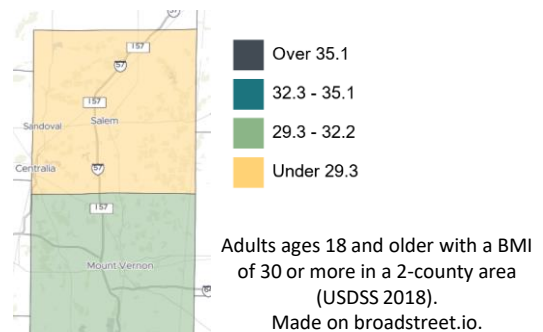 57
157
57
157
Sandoval
Salem
Centralia
57
157
Mount Vernon
Over 35.1
32.3 - 35.1
29.3 - 32.2
Under 29.3
Adults ages 18 and older with a BMI
of 30 or more in a 2-county area
(USDSS 2018).
Made on broadstreet.io.